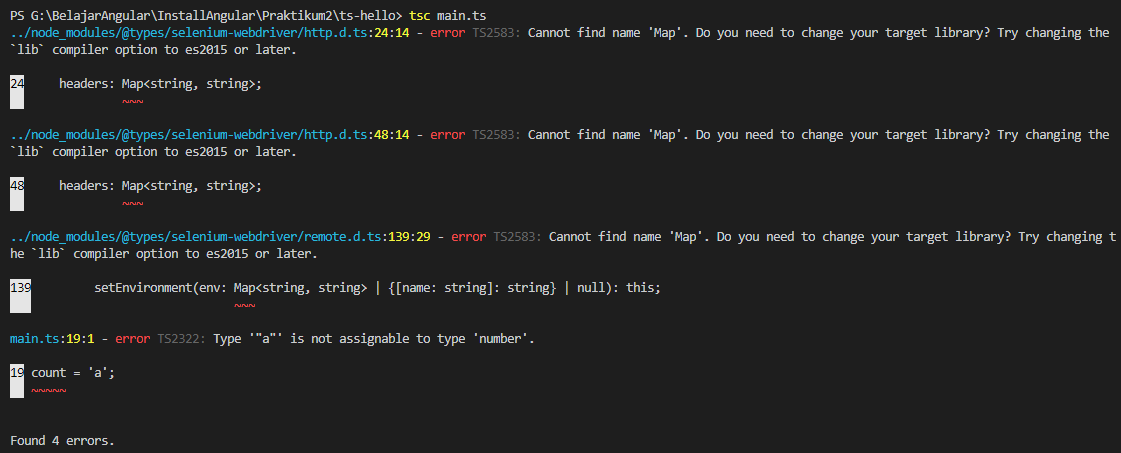 PS G:\BelajarAngular\InstallAngular\Praktikum2\ts-hello> tsc main.ts
../node_modules/@types/selenium-webdriver/http.d.ts:24:14 - error TS2583: Cannot find name 'Map'. Do you need to change your target library? Try changing the
`lib` compiler option to es2015 or later.
24     headers: Map<string, string>;
~~~
../node_modules/@types/selenium-webdriver/http.d.ts:48:14 - error TS2583: Cannot find name 'Map'. Do you need to change your target library? Try changing the
`lib` compiler option to es2015 or later.
48     headers: Map<string, string>;
~~~
../node_modules/@types/selenium-webdriver/remote.d.ts:139:29 - error TS2583: Cannot find name 'Map'. Do you need to change your target library? Try changing t
he `lib` compiler option to es2015 or later.
139         setEnvironment(env: Map<string, string> | {[name: string]: string} | null): this;
~~~
main.ts:19:1 - error TS2322: Type '"a"' is not assignable to type 'number'.
19 count = 'a';
~~~~~
Found 4 errors.